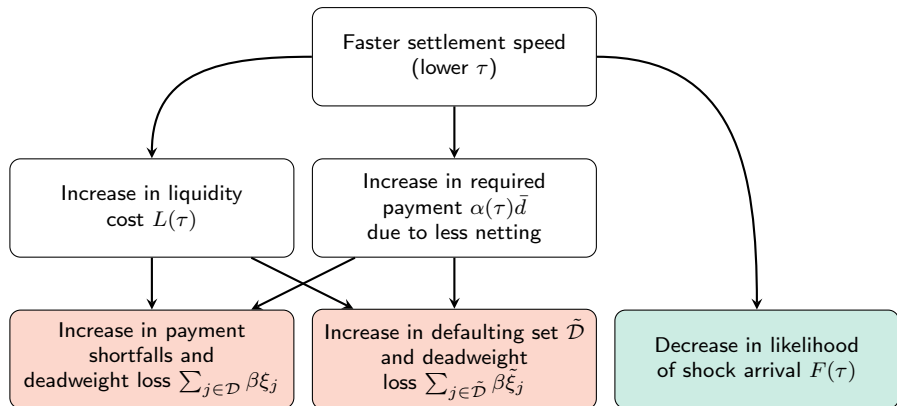 Faster settlement speed
(lower τ)
Increase in liquidity
cost L(τ)
Increase in required
payment α(τ)d̄
due to less netting
Increase in payment
shortfalls and
deadweight loss ∑_{j∈𝒟} βξ_j
Increase in defaulting set 𝒟̃
and deadweight
loss ∑_{j∈𝒟̃} βξ̃_j
Decrease in likelihood
of shock arrival F(τ)